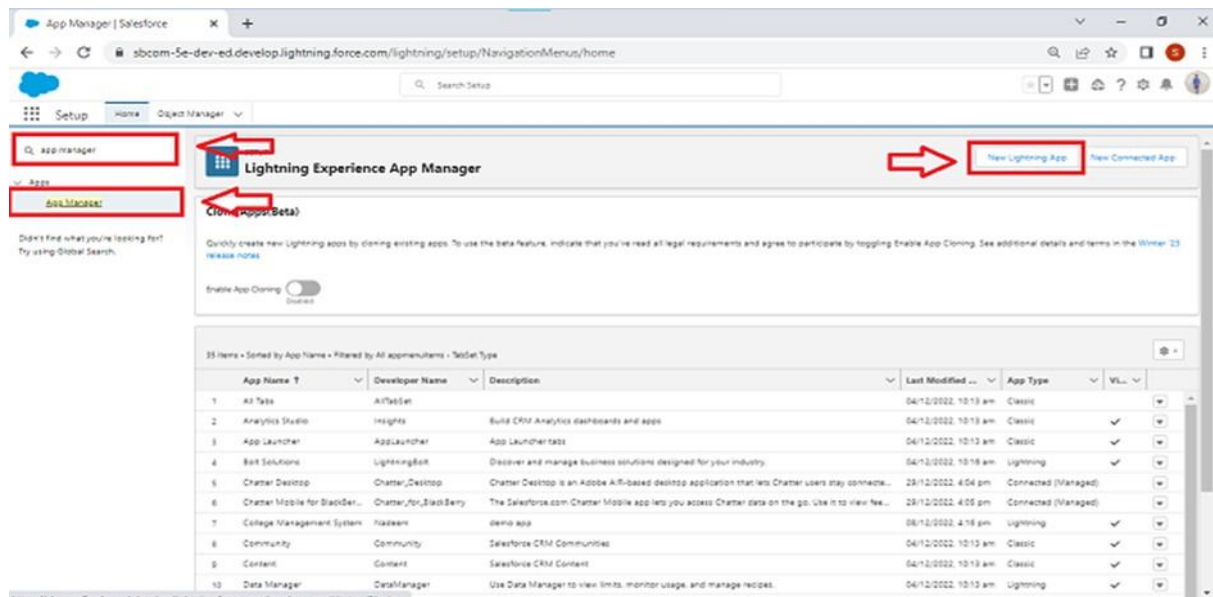 App Manager | Salesforce
sbcom-5e-dev-ed.develop.lightning.force.com/lightning/setup/NavigationMenus/home
S
Search Setup
Setup Home Object Manager
app manager
Apps
App Manager
Didn't find what you're looking for?
Try using Global Search.
SETUP
Lightning Experience App Manager
New Lightning App New Connected App
Clone Apps(Beta)
Quickly create new Lightning apps by cloning existing apps. To use the beta feature, indicate that you've read all legal requirements and agree to participate by toggling Enable App Cloning. See additional details and terms in the Winter '23
release notes
Enable App Cloning
Disabled
35 items • Sorted by App Name • Filtered by All appmenuitems - TabSet Type
App Name ↑ Developer Name Description Last Modified ... App Type Vi...
1 All Tabs AllTabSet 04/12/2022, 10:13 am Classic
2 Analytics Studio Insights Build CRM Analytics dashboards and apps 04/12/2022, 10:13 am Classic
3 App Launcher AppLauncher App Launcher tabs 04/12/2022, 10:13 am Classic
4 Bolt Solutions LightningBolt Discover and manage business solutions designed for your industry. 04/12/2022, 10:16 am Lightning
5 Chatter Desktop Chatter_Desktop Chatter Desktop is an Adobe AIR-based desktop application that lets Chatter users stay connecte... 29/12/2022, 4:04 pm Connected (Managed)
6 Chatter Mobile for BlackBer... Chatter_for_BlackBerry The Salesforce.com Chatter Mobile app lets you access Chatter data on the go. Use it to view fee... 29/12/2022, 4:05 pm Connected (Managed)
7 College Management System Nadeem demo app 08/12/2022, 4:16 pm Lightning
8 Community Community Salesforce CRM Communities 04/12/2022, 10:13 am Classic
9 Content Content Salesforce CRM Content 04/12/2022, 10:13 am Classic
10 Data Manager DataManager Use Data Manager to view limits, monitor usage, and manage recipes. 04/12/2022, 10:13 am Lightning